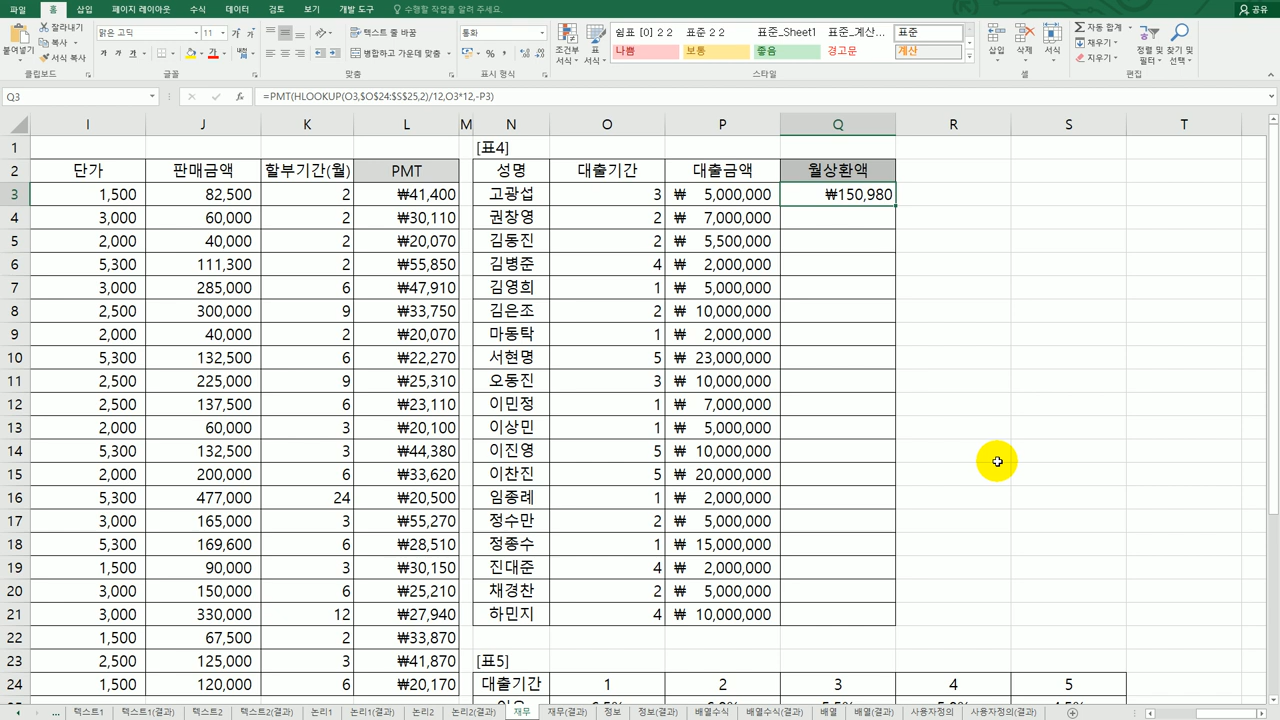 파일 홈 삽입 페이지 레이아웃 수식 데이터 검토 보기 개발 도구 수행할 작업을 알려 주세요. 공유
붙여넣기 잘라내기 복사 서식 복사 클립보드
맑은 고딕 11 가 가 가 가 가 가 글꼴
텍스트 줄 바꿈 병합하고 가운데 맞춤 맞춤
통화 % 표시 형식
조건부 서식 표 서식
쉼표 [0] 2 2 표준 2 2 표준_Sheet1 표준_계산... 표준
나쁨 보통 좋음 경고문 계산
스타일
삽입 삭제 서식 셀
자동 합계 채우기 지우기 정렬 및 필터 찾기 및 선택 편집
Q3 fx =PMT(HLOOKUP(O3,$O$24:$S$25,2)/12,O3*12,-P3)
I J K L M N O P Q R S T
1 [표4]
2 단가 판매금액 할부기간(월) PMT 성명 대출기간 대출금액 월상환액
3 1,500 82,500 2 ₩41,400 고광섭 3 ₩ 5,000,000 ₩150,980
4 3,000 60,000 2 ₩30,110 권창영 2 ₩ 7,000,000
5 2,000 40,000 2 ₩20,070 김동진 2 ₩ 5,500,000
6 5,300 111,300 2 ₩55,850 김병준 4 ₩ 2,000,000
7 3,000 285,000 6 ₩47,910 김영희 1 ₩ 5,000,000
8 2,500 300,000 9 ₩33,750 김은조 2 ₩ 10,000,000
9 2,000 40,000 2 ₩20,070 마동탁 1 ₩ 2,000,000
10 5,300 132,500 6 ₩22,270 서현명 5 ₩ 23,000,000
11 2,500 225,000 9 ₩25,310 오동진 3 ₩ 10,000,000
12 2,500 137,500 6 ₩23,110 이민정 1 ₩ 7,000,000
13 2,000 60,000 3 ₩20,100 이상민 1 ₩ 5,000,000
14 5,300 132,500 3 ₩44,380 이진영 5 ₩ 10,000,000
15 2,000 200,000 6 ₩33,620 이찬진 5 ₩ 20,000,000
16 5,300 477,000 24 ₩20,500 임종례 1 ₩ 2,000,000
17 3,000 165,000 3 ₩55,270 정수만 2 ₩ 5,000,000
18 5,300 169,600 6 ₩28,510 정종수 1 ₩ 15,000,000
19 1,500 90,000 3 ₩30,150 진대준 4 ₩ 2,000,000
20 3,000 150,000 6 ₩25,210 채경찬 2 ₩ 5,000,000
21 3,000 330,000 12 ₩27,940 하민지 4 ₩ 10,000,000
22 1,500 67,500 2 ₩33,870
23 2,500 125,000 3 ₩41,870 [표5]
24 1,500 120,000 6 ₩20,170 대출기간 1 2 3 4 5
... 텍스트1 텍스트1(결과) 텍스트2 텍스트2(결과) 논리1 논리1(결과) 논리2 논리2(결과) 재무 재무(결과) 정보 정보(결과) 배열수식 배열수식(결과) 배열 배열(결과) 사용자정의 사용자정의(결과)